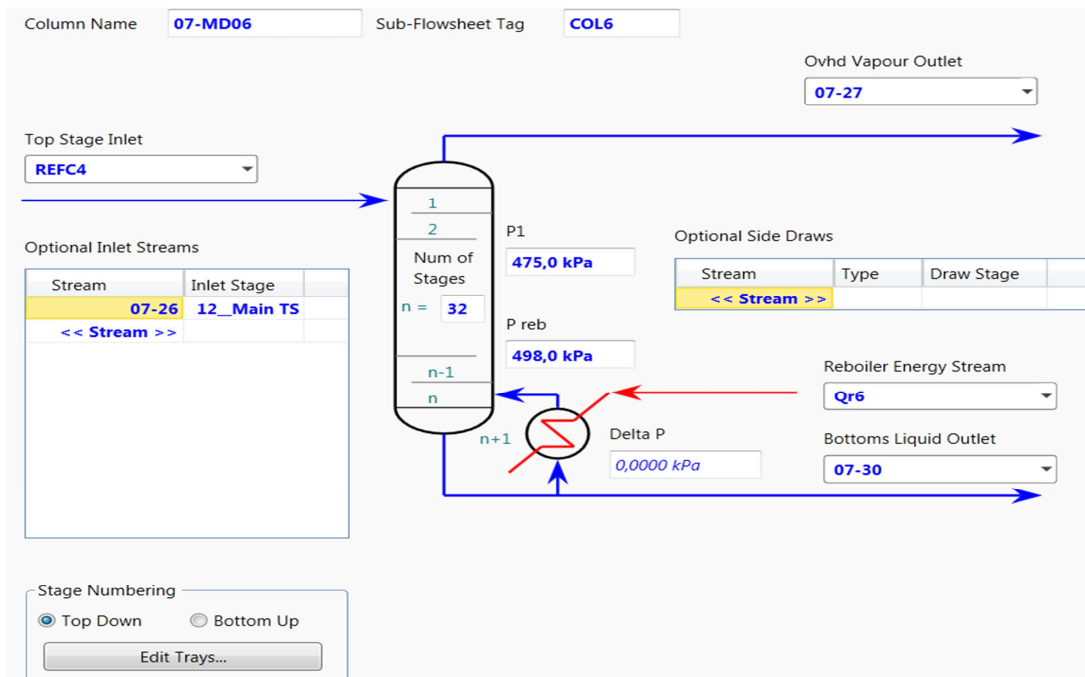 Column Name 07-MD06 Sub-Flowsheet Tag COL6
Ovhd Vapour Outlet
07-27
Top Stage Inlet
REFC4
1
2
Num of
Stages
n = 32
n-1
n
n+1
P1
475,0 kPa
P reb
498,0 kPa
Delta P
0,0000 kPa
Optional Inlet Streams
Stream Inlet Stage
07-26 12__Main TS
<< Stream >>
Optional Side Draws
Stream Type Draw Stage
<< Stream >>
Reboiler Energy Stream
Qr6
Bottoms Liquid Outlet
07-30
Stage Numbering
Top Down Bottom Up
Edit Trays...